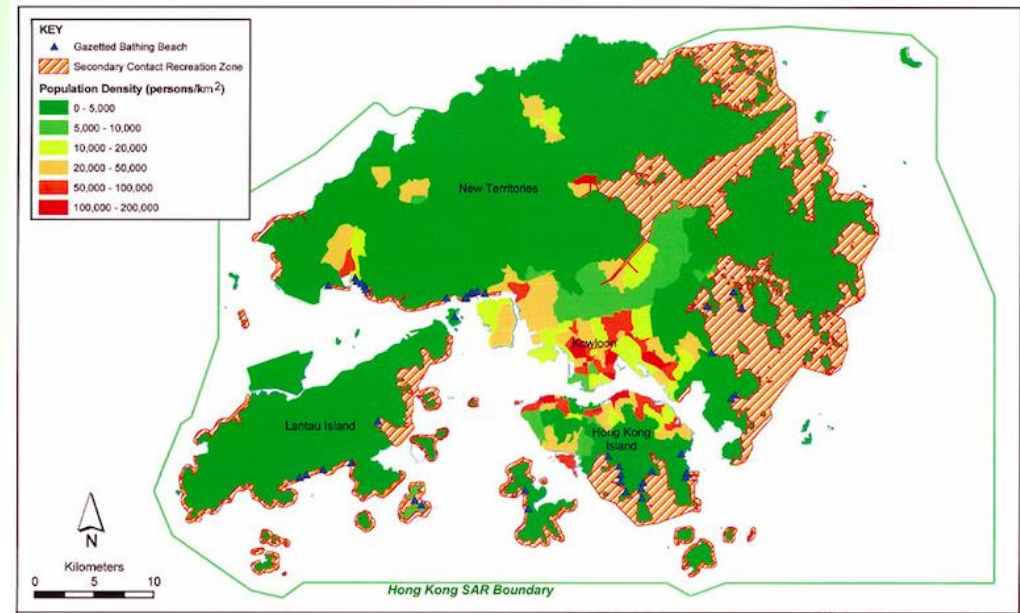 KEY
Gazetted Bathing Beach
Secondary Contact Recreation Zone
Population Density (persons/km²)
0 - 5,000
5,000 - 10,000
10,000 - 20,000
20,000 - 50,000
50,000 - 100,000
100,000 - 200,000
New Territories
Kowloon
Lantau Island
Hong Kong
Island
N
Kilometers
0 5 10
Hong Kong SAR Boundary